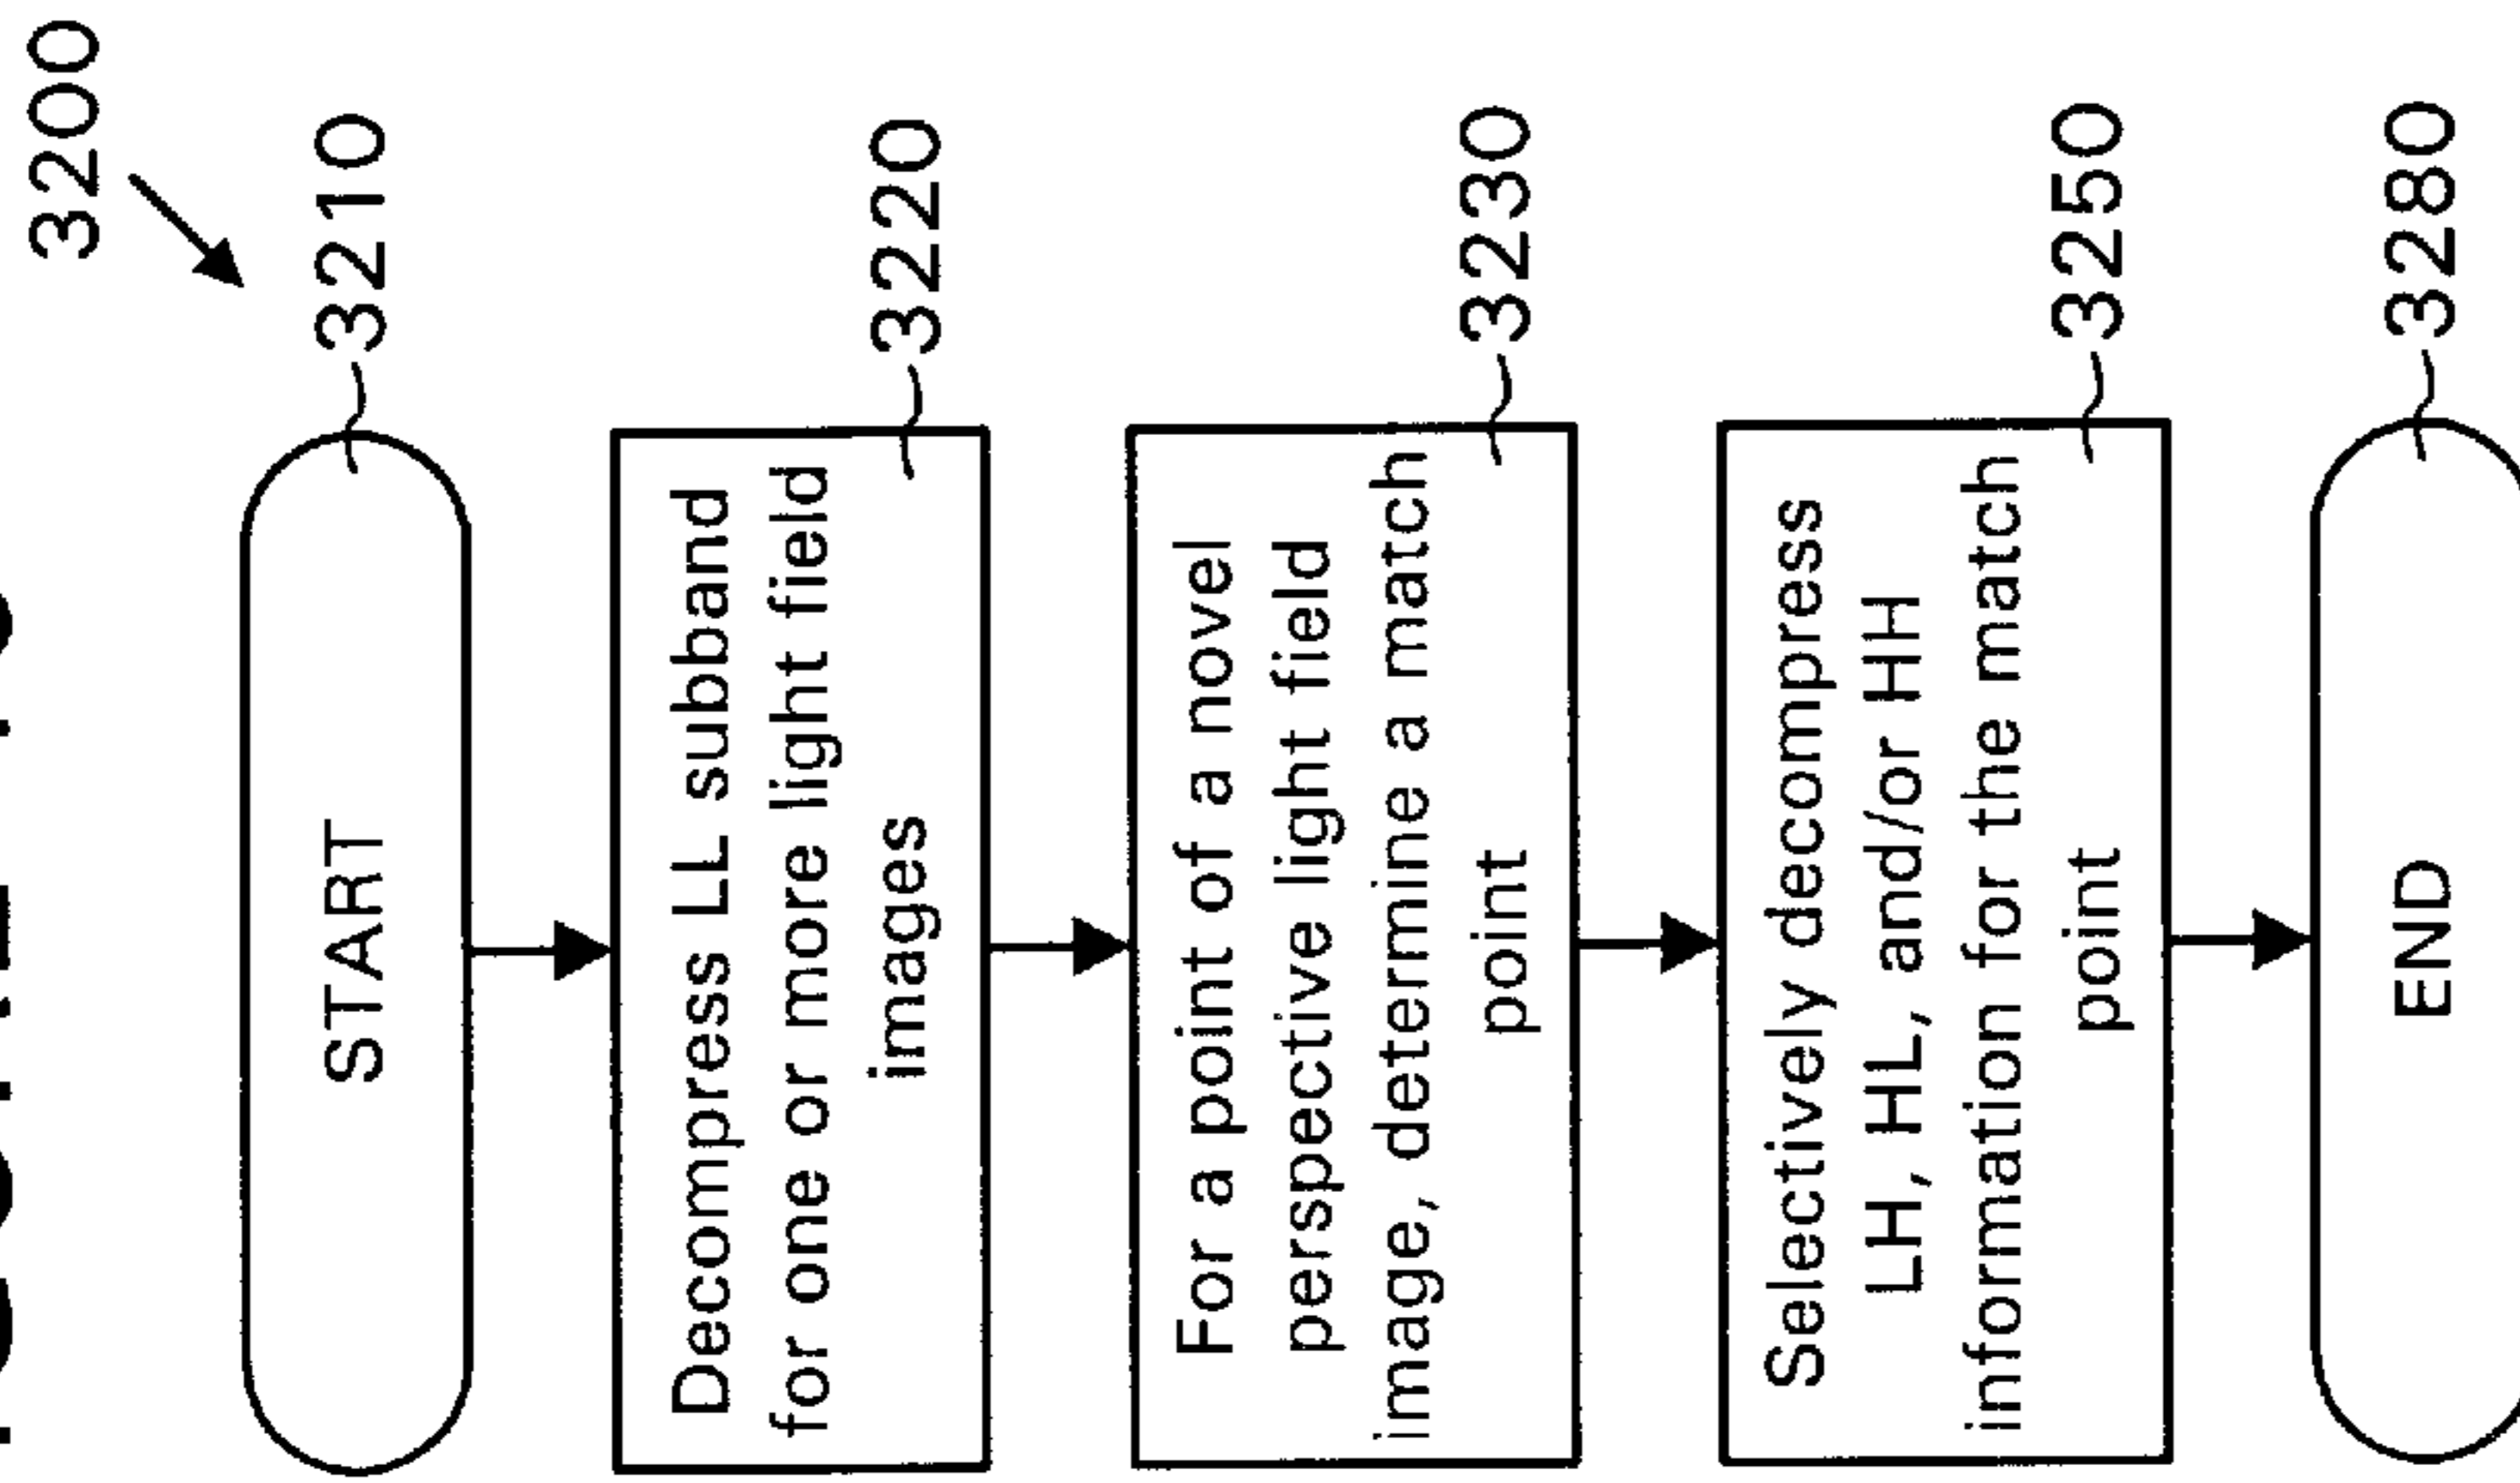 3200
START
3210
Decompress LL subband
for one or more light field
images
3220
For a point of a novel
perspective light field
image, determine a match
point
3230
Selectively decompress
LH, HL, and/or HH
information for the match
point
3250
END
3280